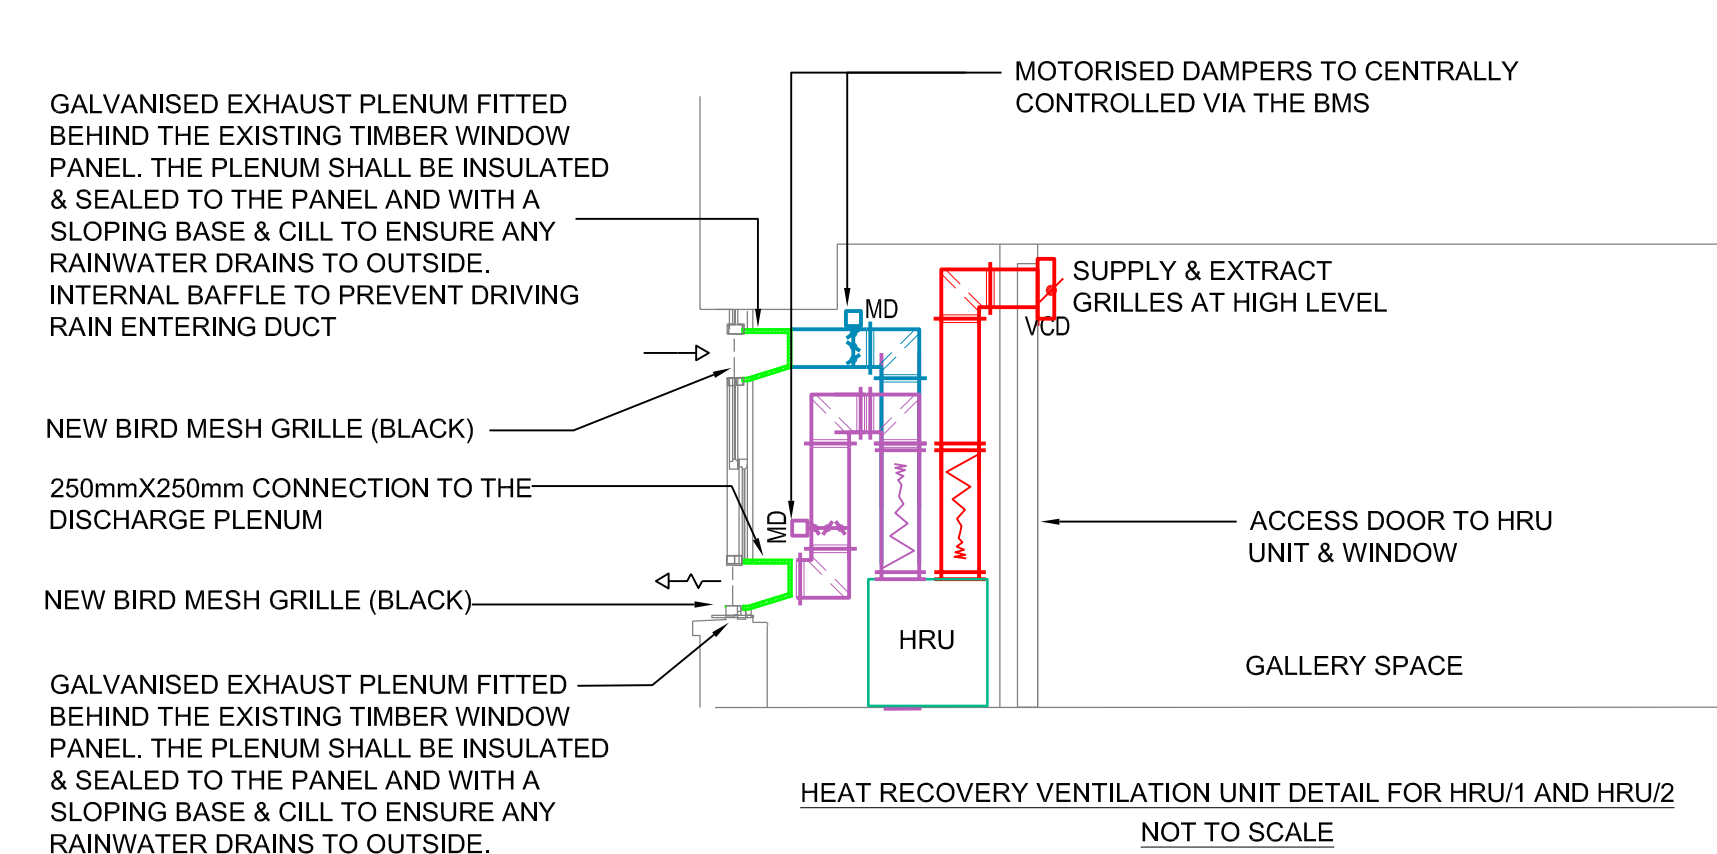 GALVANISED EXHAUST PLENUM FITTED
BEHIND THE EXISTING TIMBER WINDOW
PANEL. THE PLENUM SHALL BE INSULATED
& SEALED TO THE PANEL AND WITH A
SLOPING BASE & CILL TO ENSURE ANY
RAINWATER DRAINS TO OUTSIDE.
INTERNAL BAFFLE TO PREVENT DRIVING
RAIN ENTERING DUCT
NEW BIRD MESH GRILLE (BLACK)
250mmX250mm CONNECTION TO THE
DISCHARGE PLENUM
NEW BIRD MESH GRILLE (BLACK)
GALVANISED EXHAUST PLENUM FITTED
BEHIND THE EXISTING TIMBER WINDOW
PANEL. THE PLENUM SHALL BE INSULATED
& SEALED TO THE PANEL AND WITH A
SLOPING BASE & CILL TO ENSURE ANY
RAINWATER DRAINS TO OUTSIDE.
MOTORISED DAMPERS TO CENTRALLY
CONTROLLED VIA THE BMS
MD
MD
SUPPLY & EXTRACT
GRILLES AT HIGH LEVEL
VCD
ACCESS DOOR TO HRU
UNIT & WINDOW
HRU
GALLERY SPACE
HEAT RECOVERY VENTILATION UNIT DETAIL FOR HRU/1 AND HRU/2
NOT TO SCALE